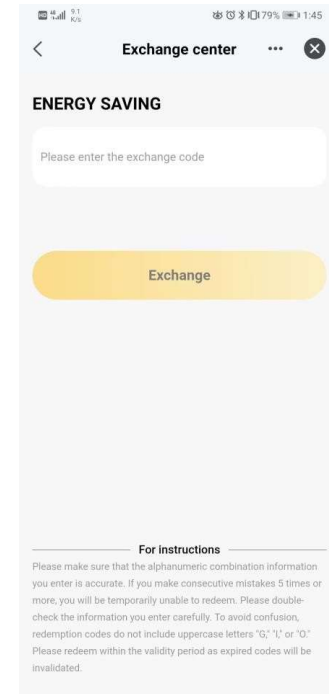 HD 4G 9.1 K/s 79% 1:45
Exchange center
ENERGY SAVING
Please enter the exchange code
Exchange
For instructions
Please make sure that the alphanumeric combination information
you enter is accurate. If you make consecutive mistakes 5 times or
more, you will be temporarily unable to redeem. Please double-
check the information you enter carefully. To avoid confusion,
redemption codes do not include uppercase letters "G," "I," or "O."
Please redeem within the validity period as expired codes will be
invalidated.